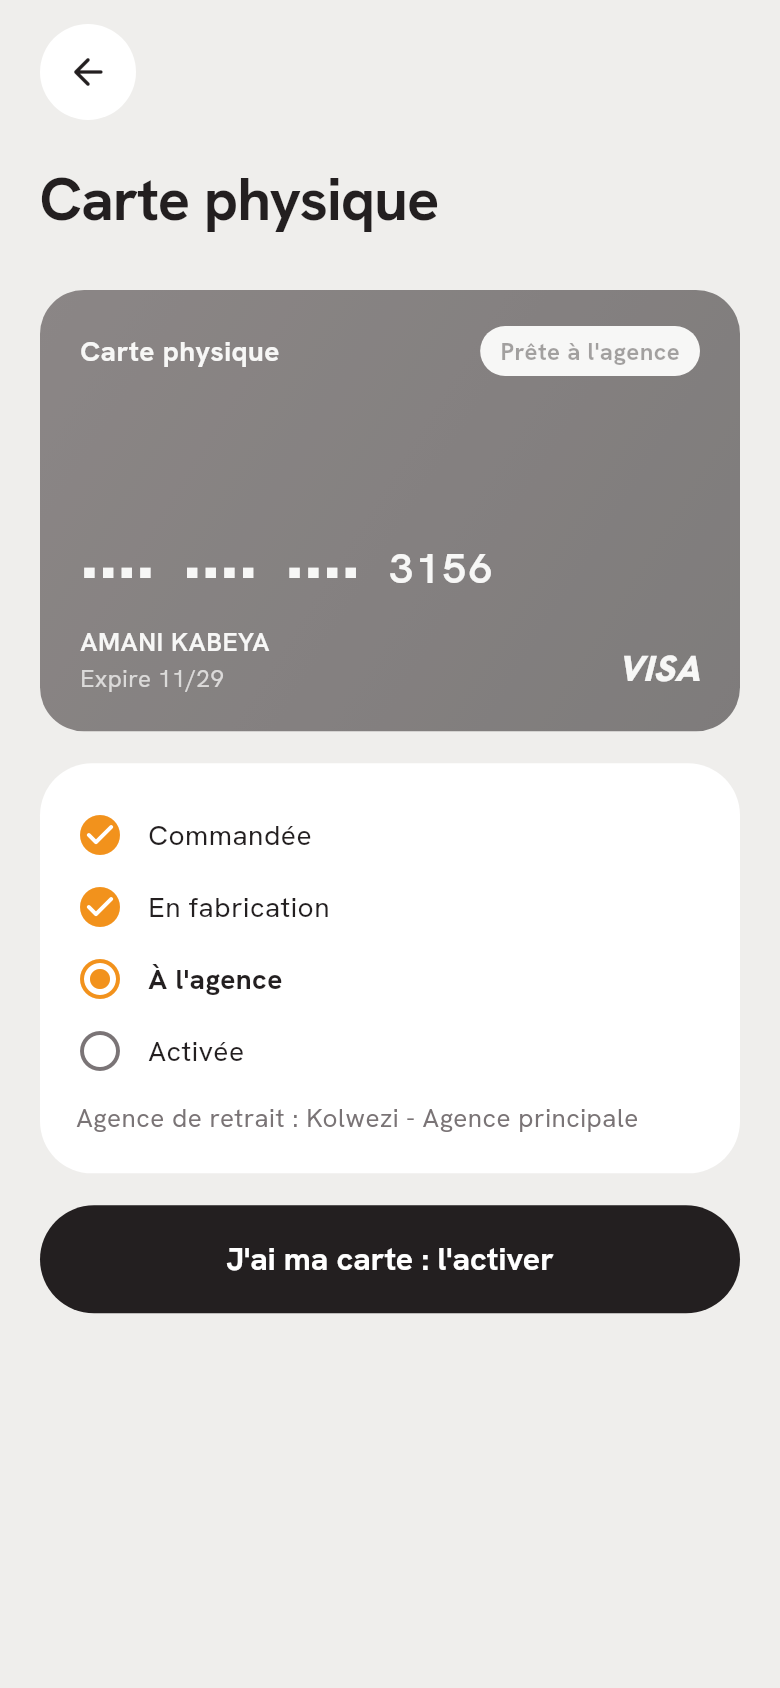 Carte physique
Carte physique
Prête à l'agence
▪▪▪▪ ▪▪▪▪ ▪▪▪▪ 3156
AMANI KABEYA
Expire 11/29
VISA
Commandée
En fabrication
À l'agence
Activée
Agence de retrait : Kolwezi - Agence principale
J'ai ma carte : l'activer